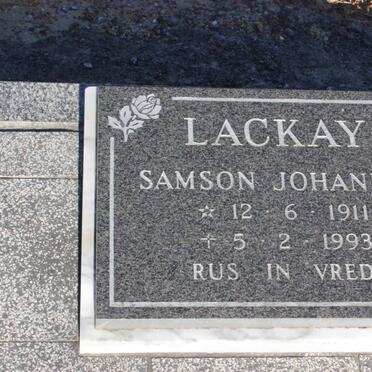 LACKAY
SAMSON JOHAN
☆ 12 · 6 · 1911
✝ 5 · 2 · 1993
RUS IN VRED